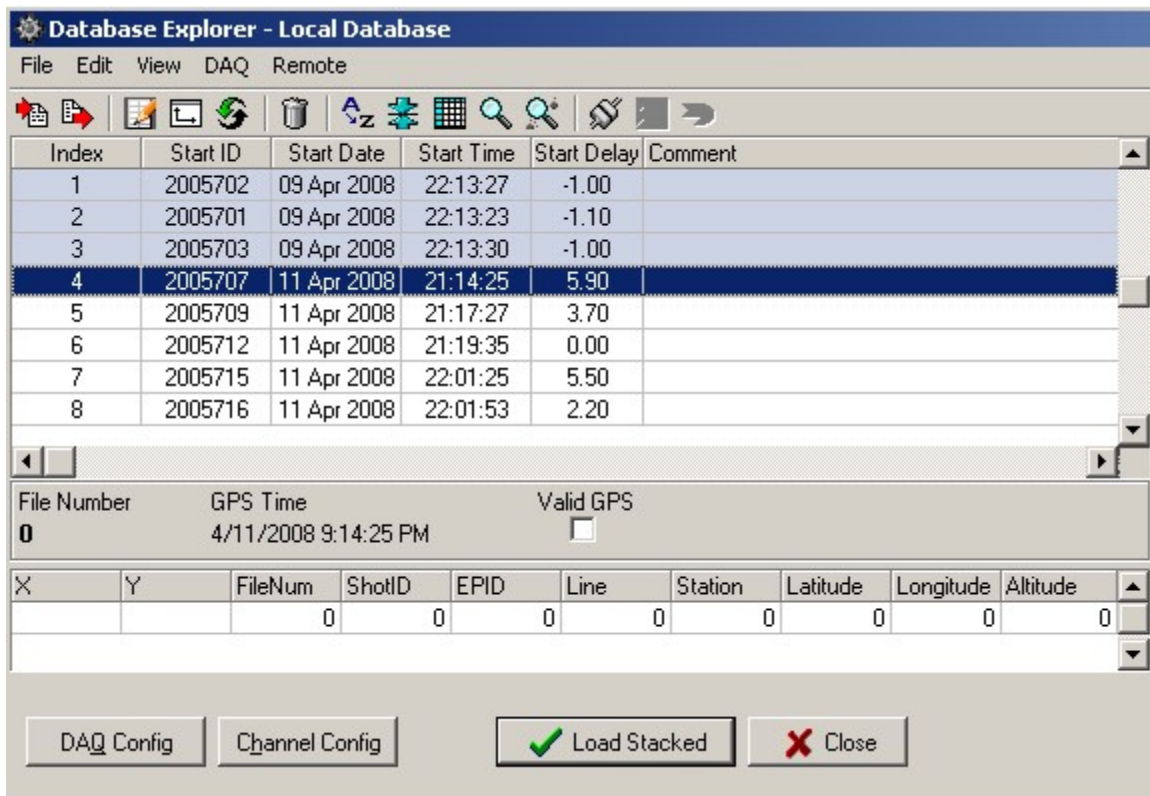 Database Explorer - Local Database
File Edit View DAQ Remote
Index Start ID Start Date Start Time Start Delay Comment
1 2005702 09 Apr 2008 22:13:27 -1.00
2 2005701 09 Apr 2008 22:13:23 -1.10
3 2005703 09 Apr 2008 22:13:30 -1.00
4 2005707 11 Apr 2008 21:14:25 5.90
5 2005709 11 Apr 2008 21:17:27 3.70
6 2005712 11 Apr 2008 21:19:35 0.00
7 2005715 11 Apr 2008 22:01:25 5.50
8 2005716 11 Apr 2008 22:01:53 2.20
File Number GPS Time Valid GPS
0 4/11/2008 9:14:25 PM
X Y FileNum ShotID EPID Line Station Latitude Longitude Altitude
0 0 0 0 0 0 0 0
DAQ Config Channel Config Load Stacked Close